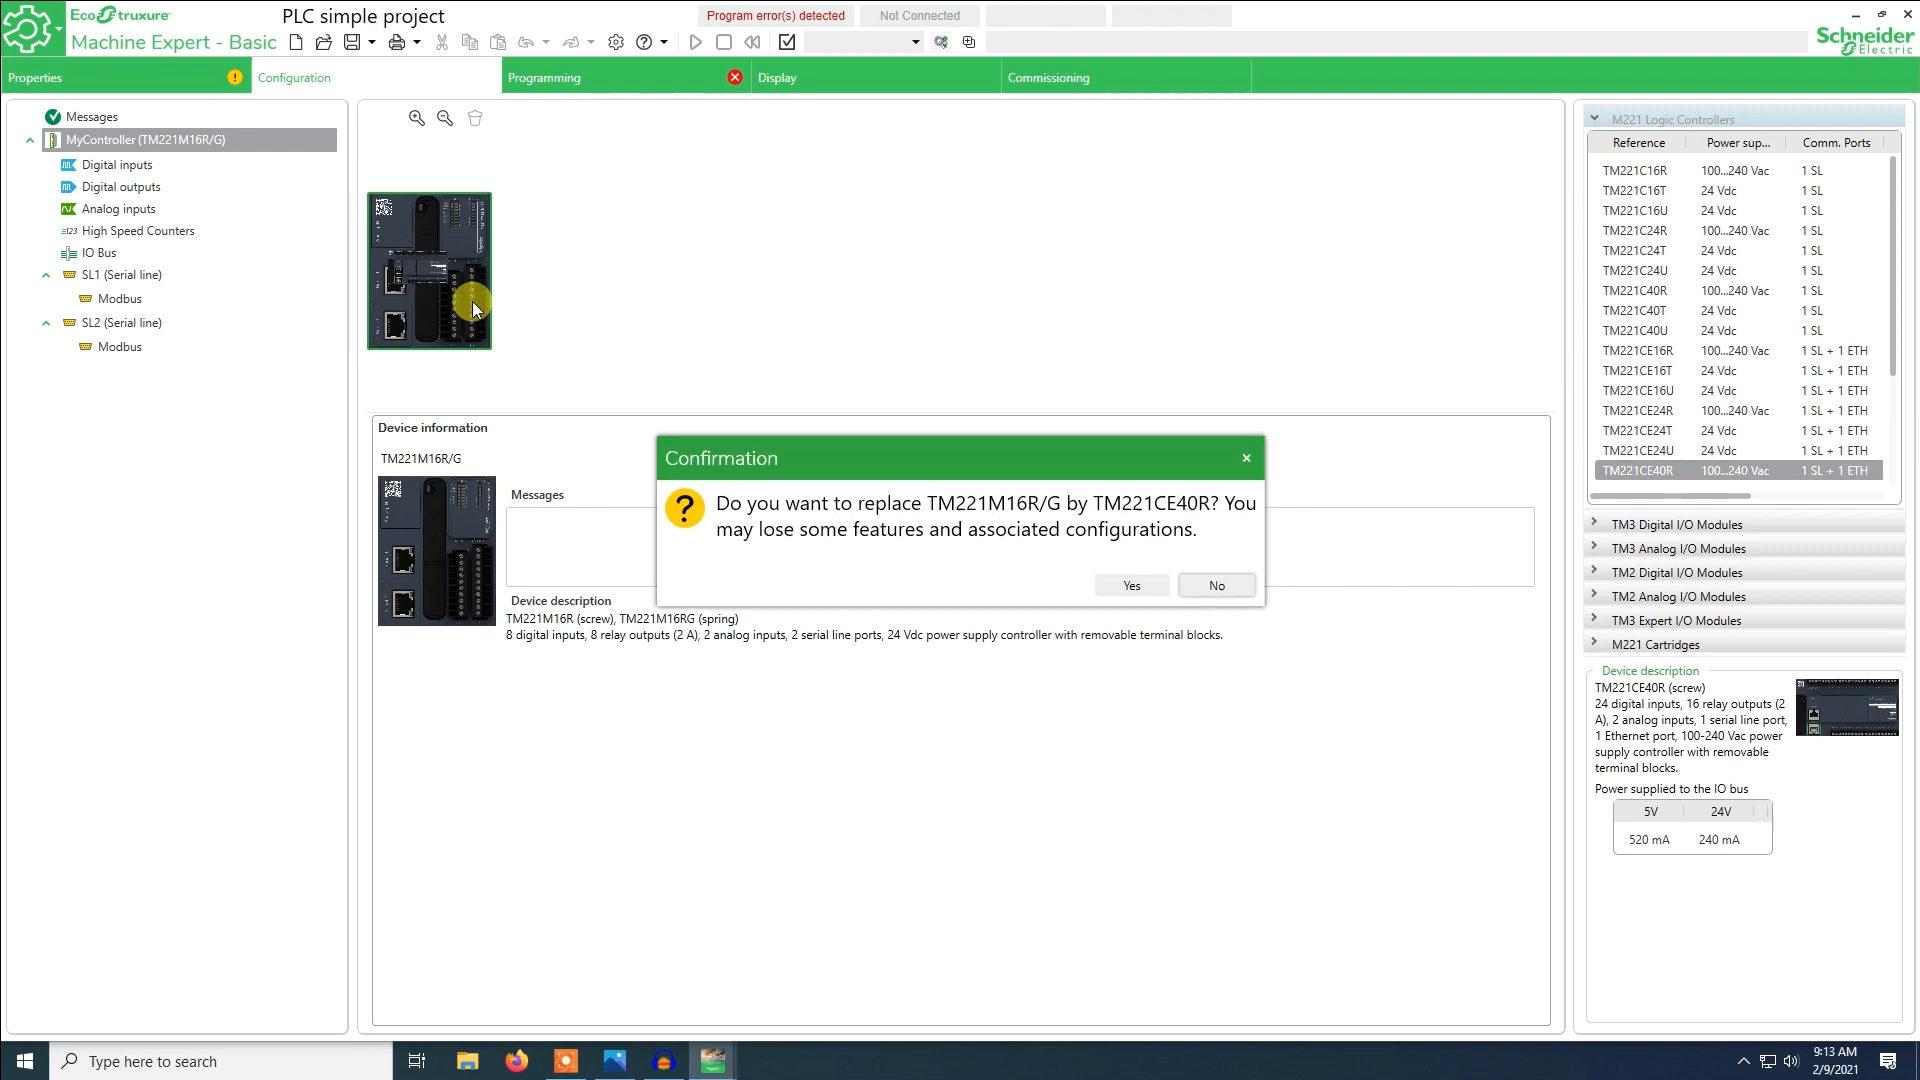 EcoStruxure
Machine Expert - Basic
PLC simple project
Program error(s) detected
Not Connected
Schneider
Electric
Properties
Configuration
Programming
Display
Commissioning
Messages
MyController (TM221M16R/G)
Digital inputs
Digital outputs
Analog inputs
High Speed Counters
IO Bus
SL1 (Serial line)
Modbus
SL2 (Serial line)
Modbus
Device information
TM221M16R/G
Messages
Device description
TM221M16R (screw), TM221M16RG (spring)
8 digital inputs, 8 relay outputs (2 A), 2 analog inputs, 2 serial line ports, 24 Vdc power supply controller with removable terminal blocks.
Confirmation
Do you want to replace TM221M16R/G by TM221CE40R? You
may lose some features and associated configurations.
Yes No
M221 Logic Controllers
Reference Power sup... Comm. Ports
TM221C16R 100...240 Vac 1 SL
TM221C16T 24 Vdc 1 SL
TM221C16U 24 Vdc 1 SL
TM221C24R 100...240 Vac 1 SL
TM221C24T 24 Vdc 1 SL
TM221C24U 24 Vdc 1 SL
TM221C40R 100...240 Vac 1 SL
TM221C40T 24 Vdc 1 SL
TM221C40U 24 Vdc 1 SL
TM221CE16R 100...240 Vac 1 SL + 1 ETH
TM221CE16T 24 Vdc 1 SL + 1 ETH
TM221CE16U 24 Vdc 1 SL + 1 ETH
TM221CE24R 100...240 Vac 1 SL + 1 ETH
TM221CE24T 24 Vdc 1 SL + 1 ETH
TM221CE24U 24 Vdc 1 SL + 1 ETH
TM221CE40R 100...240 Vac 1 SL + 1 ETH
TM3 Digital I/O Modules
TM3 Analog I/O Modules
TM2 Digital I/O Modules
TM2 Analog I/O Modules
TM3 Expert I/O Modules
M221 Cartridges
Device description
TM221CE40R (screw)
24 digital inputs, 16 relay outputs (2
A), 2 analog inputs, 1 serial line port,
1 Ethernet port, 100-240 Vac power
supply controller with removable
terminal blocks.
Power supplied to the IO bus
5V 24V
520 mA 240 mA
Type here to search
9:13 AM
2/9/2021